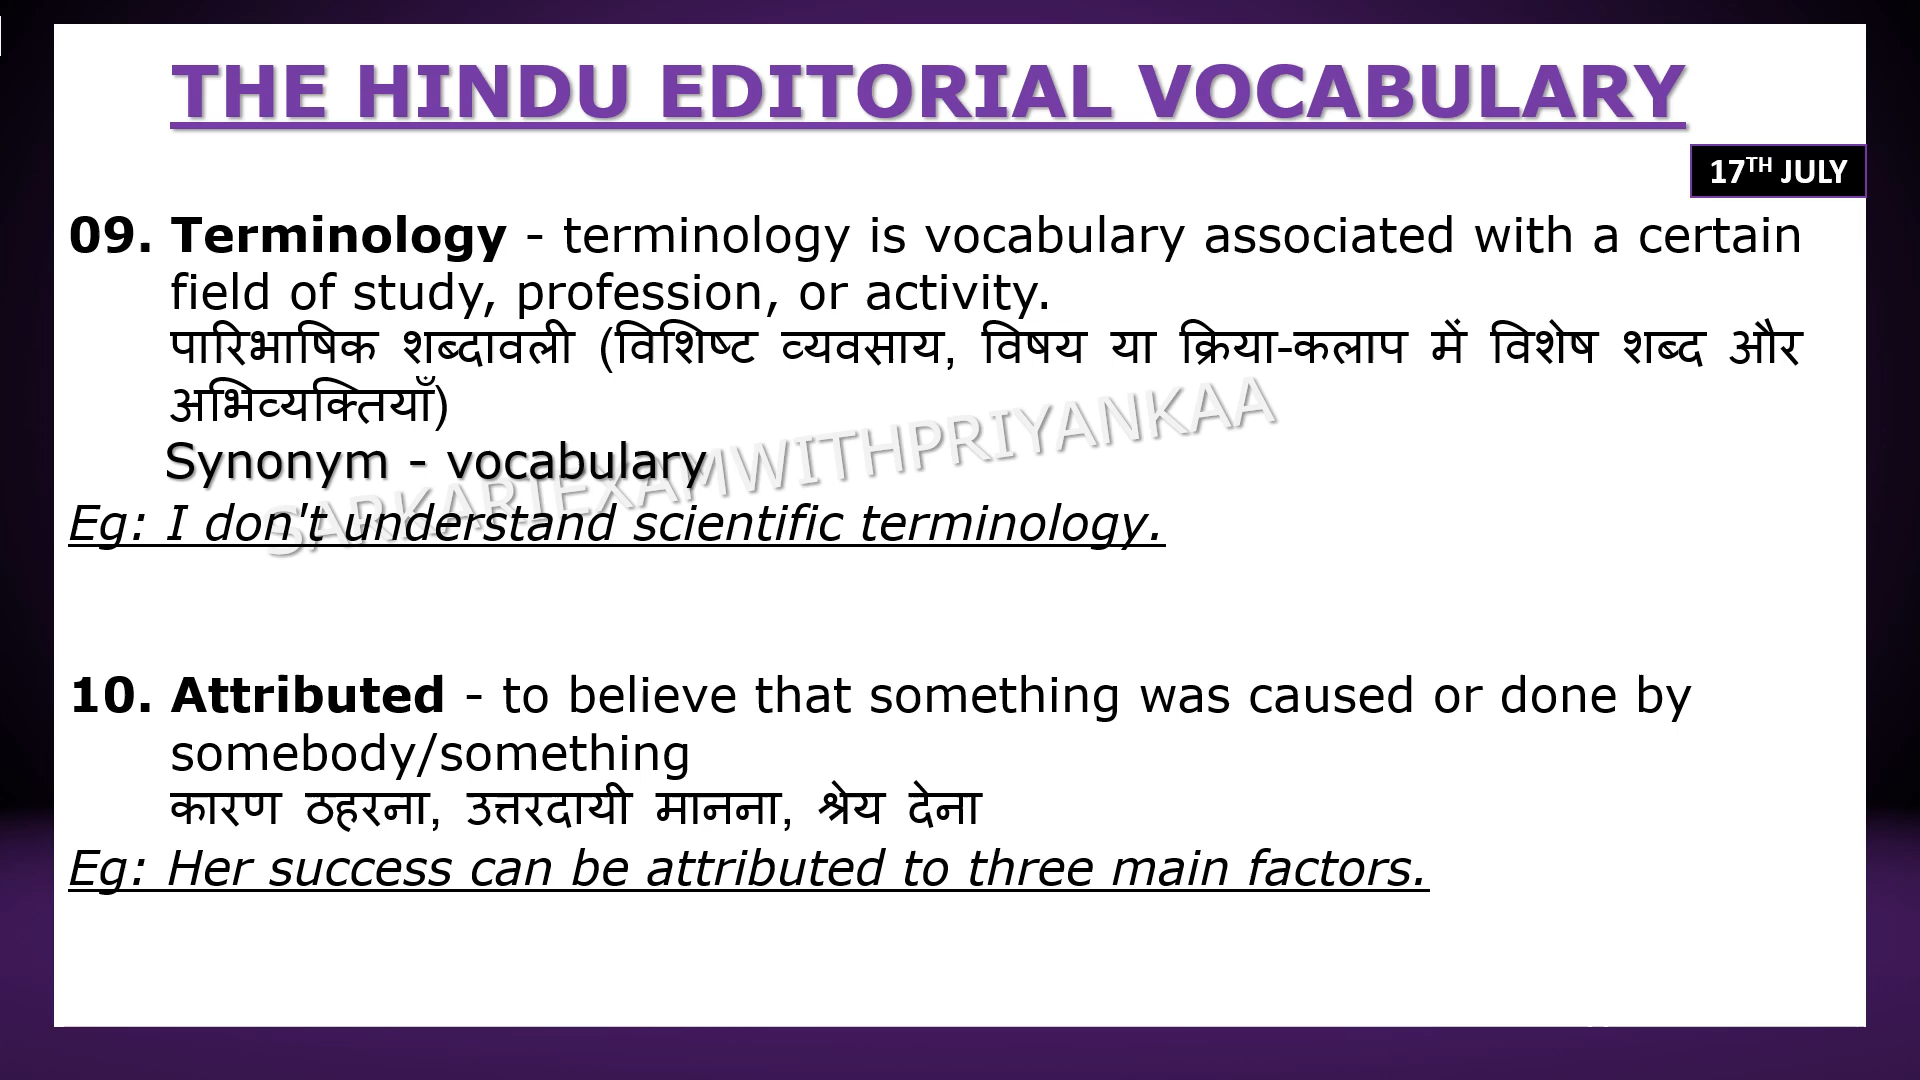 THE HINDU EDITORIAL VOCABULARY
17TH JULY
09. Terminology - terminology is vocabulary associated with a certain
field of study, profession, or activity.
पारिभाषिक शब्दावली (विशिष्ट व्यवसाय, विषय या क्रिया-कलाप में विशेष शब्द और
अभिव्यक्तियाँ)
Synonym - vocabulary
SARKARIEXAMWITHPRIYANKAA
Eg: I don't understand scientific terminology.
10. Attributed - to believe that something was caused or done by
somebody/something
कारण ठहरना, उत्तरदायी मानना, श्रेय देना
Eg: Her success can be attributed to three main factors.